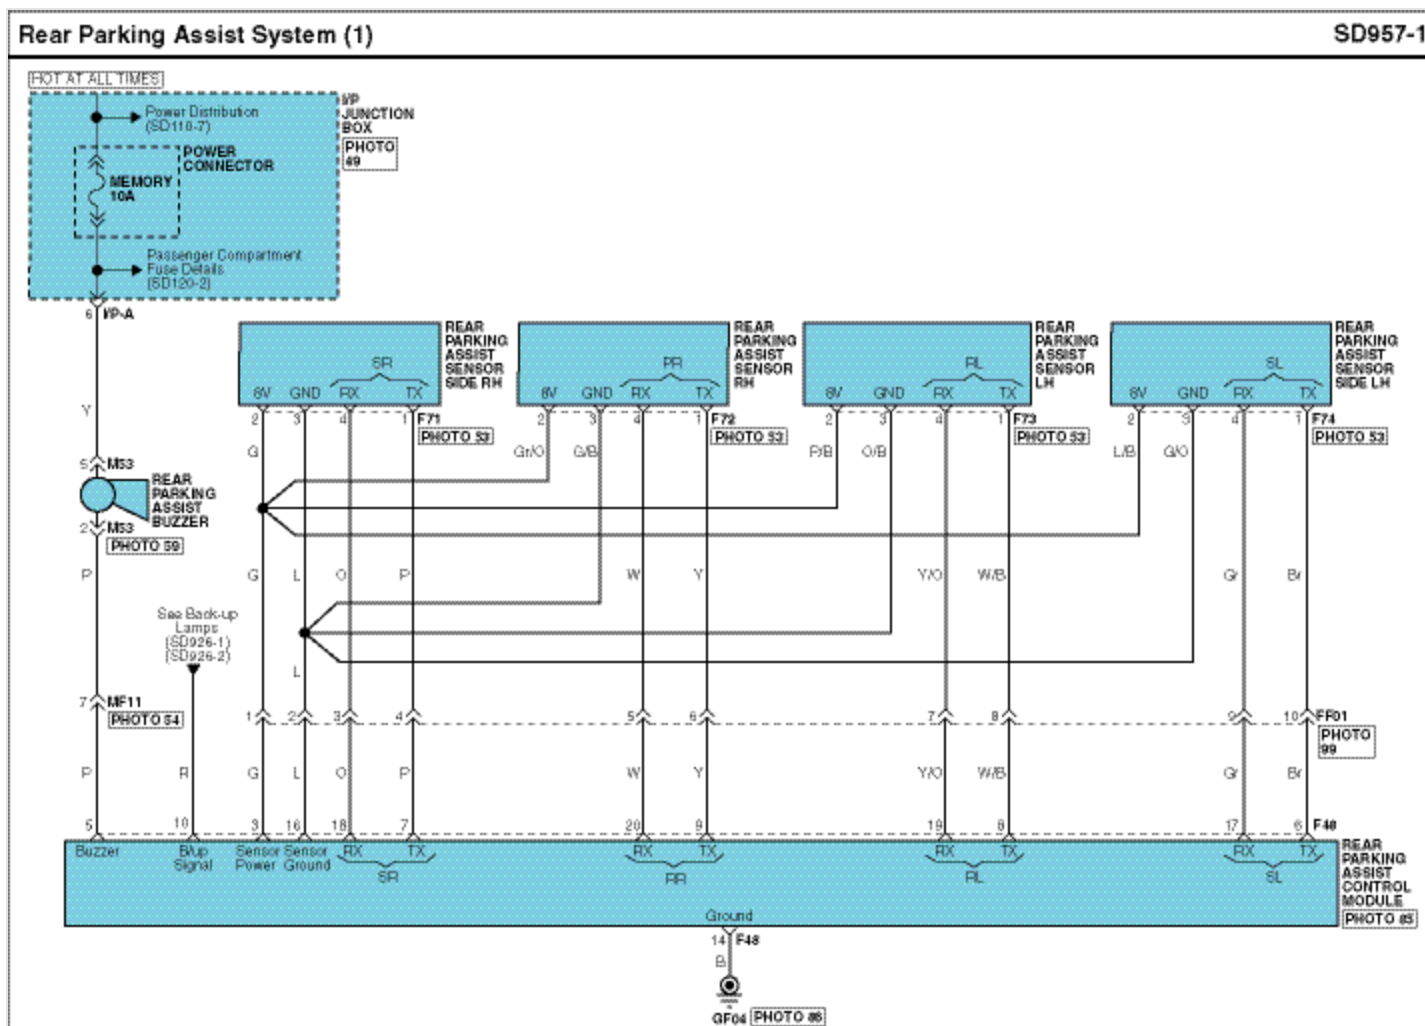 Rear Parking Assist System (1)
SD957-1
HOT AT ALL TIMES
Power Distribution
(SD110-7)
I/P
JUNCTION
BOX
PHOTO
49
POWER
CONNECTOR
MEMORY
10A
Passenger Compartment
Fuse Details
(SD120-2)
6 I/P-A
REAR
PARKING
ASSIST
SENSOR
SIDE RH
REAR
PARKING
ASSIST
SENSOR
RH
REAR
PARKING
ASSIST
SENSOR
LH
REAR
PARKING
ASSIST
SENSOR
SIDE LH
SR
PR
RL
SL
8V GND RX TX
8V GND RX TX
8V GND RX TX
8V GND RX TX
2 3 4 1 F71
2 3 4 1 F72
2 3 4 1 F73
2 3 4 1 F74
PHOTO 53
PHOTO 53
PHOTO 53
PHOTO 53
Y
G
Gr/O G/B
P/B O/B
L/B G/O
5 M53
REAR
PARKING
ASSIST
BUZZER
2 M53
PHOTO 59
P G L O P W Y Y/O W/B Gr Br
See Back-up
Lamps
(SD926-1)
(SD926-2)
L
7 MF11
PHOTO 54
1 2 3 4 5 6 7 8 9 10 FF01
PHOTO
99
P R G L O P W Y Y/O W/B Gr Br
5 10 3 16 18 7 20 9 19 8 17 6 F48
Buzzer
B/up
Signal
Sensor
Power
Sensor
Ground
RX TX
RX TX
RX TX
RX TX
SR
RR
RL
SL
REAR
PARKING
ASSIST
CONTROL
MODULE
PHOTO 85
Ground
14 F48
B
GF04 PHOTO 86